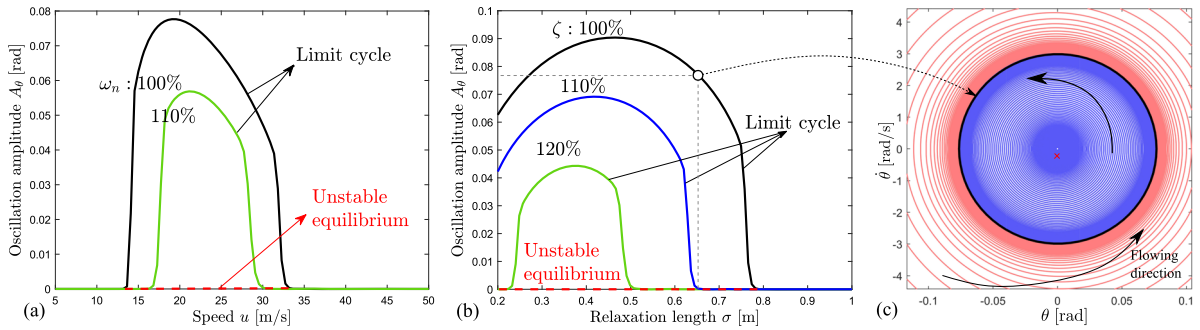 0.08
0.07
0.06
0.05
0.04
0.03
0.02
0.01
0
Oscillation amplitude A_θ [rad]
ω_n : 100%
110%
Limit cycle
Unstable
equilibrium
5 10 15 20 25 30 35 40 45 50
Speed u [m/s]
(a)
0.1
0.09
0.08
0.07
0.06
0.05
0.04
0.03
0.02
0.01
0
Oscillation amplitude A_θ [rad]
ζ : 100%
110%
120%
Limit cycle
Unstable
equilibrium
0.2 0.3 0.4 0.5 0.6 0.7 0.8 0.9 1
Relaxation length σ [m]
(b)
4
3
2
1
0
-1
-2
-3
-4
θ̇ [rad/s]
Flowing
direction
-0.1 -0.05 0 0.05 0.1
θ [rad]
(c)